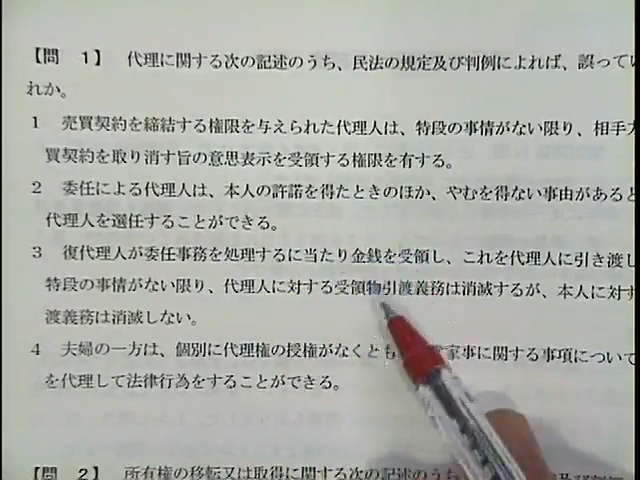 【問 1】 代理に関する次の記述のうち、民法の規定及び判例によれば、誤ってい
れか。
1 売買契約を締結する権限を与えられた代理人は、特段の事情がない限り、相手方
買契約を取り消す旨の意思表示を受領する権限を有する。
2 委任による代理人は、本人の許諾を得たときのほか、やむを得ない事由があると
代理人を選任することができる。
3 復代理人が委任事務を処理するに当たり金銭を受領し、これを代理人に引き渡し
特段の事情がない限り、代理人に対する受領物引渡義務は消滅するが、本人に対す
渡義務は消滅しない。
4 夫婦の一方は、個別に代理権の授権がなくとも 家事に関する事項について
を代理して法律行為をすることができる。
【問 2】 所有権の移転又は取得に関する次の記述のうち